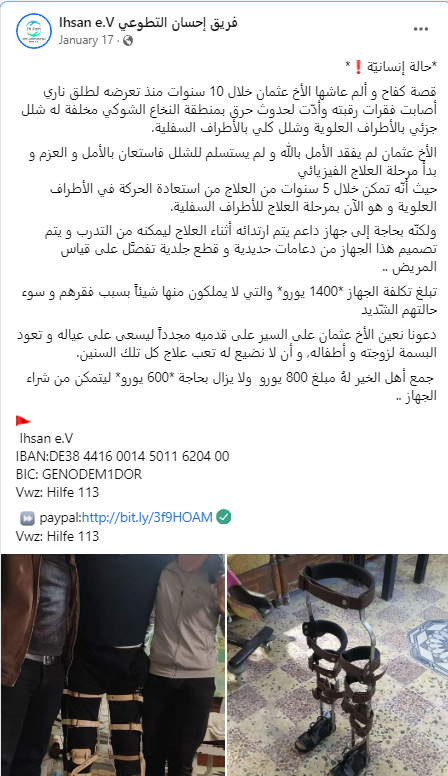 Ihsan e.V فريق إحسان التطوعي
January 17 ·
*حالة إنسانيّة❗*
قصة كفاح و ألم عاشها الأخ عثمان خلال 10 سنوات منذ تعرضه لطلق ناري
أصابت فقرات رقبته وأدّت لحدوث حرق بمنطقة النخاع الشوكي مخلفة له شلل
جزئي بالأطراف العلوية وشلل كلي بالأطراف السفلية.
الأخ عثمان لم يفقد الأمل بالله و لم يستسلم للشلل فاستعان بالأمل و العزم و
بدأ مرحلة العلاج الفيزيائي
حيث أنّه تمكن خلال 5 سنوات من العلاج من استعادة الحركة في الأطراف
العلوية و هو الآن بمرحلة العلاج للأطراف السفلية.
ولكنّه بحاجة إلى جهاز داعم يتم ارتدائه أثناء العلاج ليمكنه من التدرب و يتم
تصميم هذا الجهاز من دعامات حديدية و قطع جلدية تفصّل على قياس
المريض ..
تبلغ تكلفة الجهاز *1400 يورو* والتي لا يملكون منها شيئاً بسبب فقرهم و سوء
حالتهم الشّديد
دعونا نعين الأخ عثمان على السير على قدميه مجدداً ليسعى على عياله و تعود
البسمة لزوجته و أطفاله، و أن لا نضيع له تعب علاج كل تلك السنين.
جمع أهل الخير لهُ مبلغ 800 يورو ولا يزال بحاجة *600 يورو* ليتمكن من شراء
الجهاز ..
🚩
Ihsan e.V
IBAN:DE38 4416 0014 5011 6204 00
BIC: GENODEM1DOR
Vwz: Hilfe 113
⏩ paypal:http://bit.ly/3f9HOAM ✅
Vwz: Hilfe 113